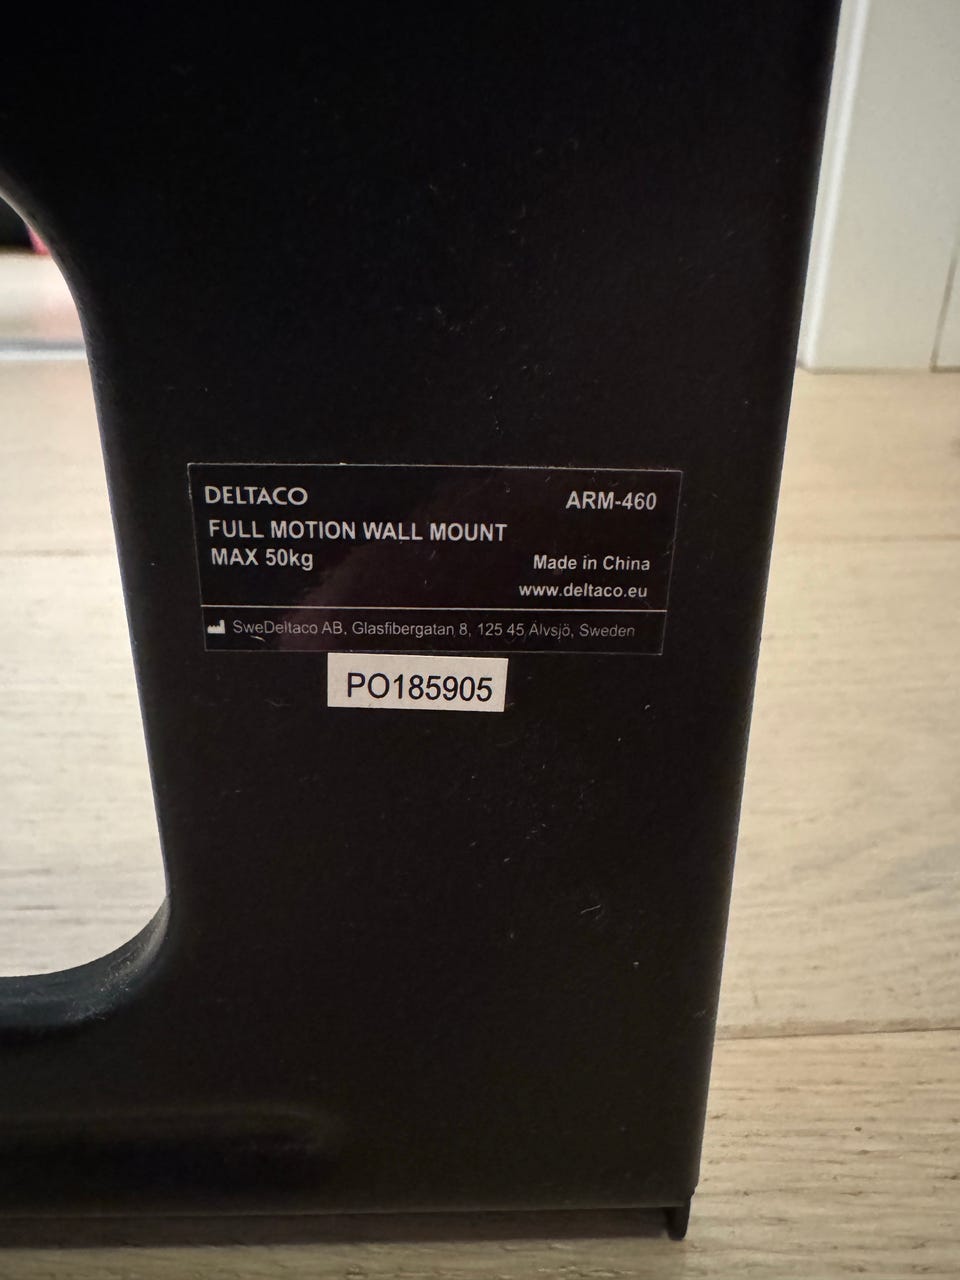 DELTACO ARM-460
FULL MOTION WALL MOUNT
MAX 50kg Made in China
www.deltaco.eu
SweDeltaco AB, Glasfibergatan 8, 125 45 Älvsjö, Sweden
PO185905